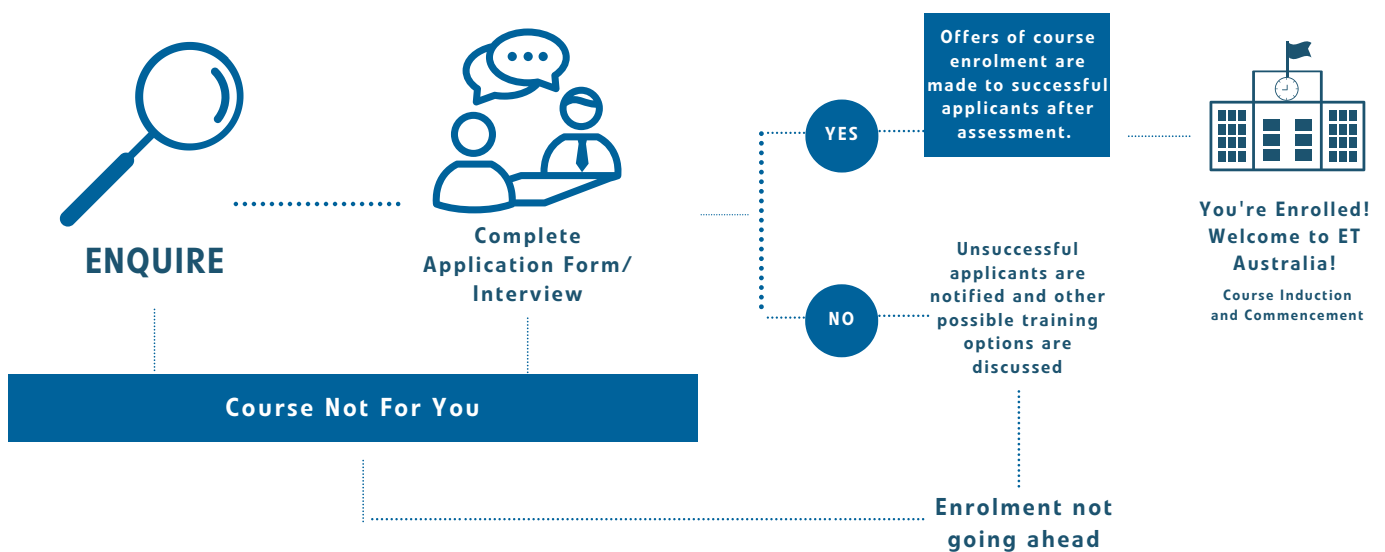 ENQUIRE
Complete
Application Form/
Interview
Course Not For You
YES
Offers of course
enrolment are
made to successful
applicants after
assessment.
NO
Unsuccessful
applicants are
notified and other
possible training
options are
discussed
Enrolment not
going ahead
You're Enrolled!
Welcome to ET
Australia!
Course Induction
and Commencement